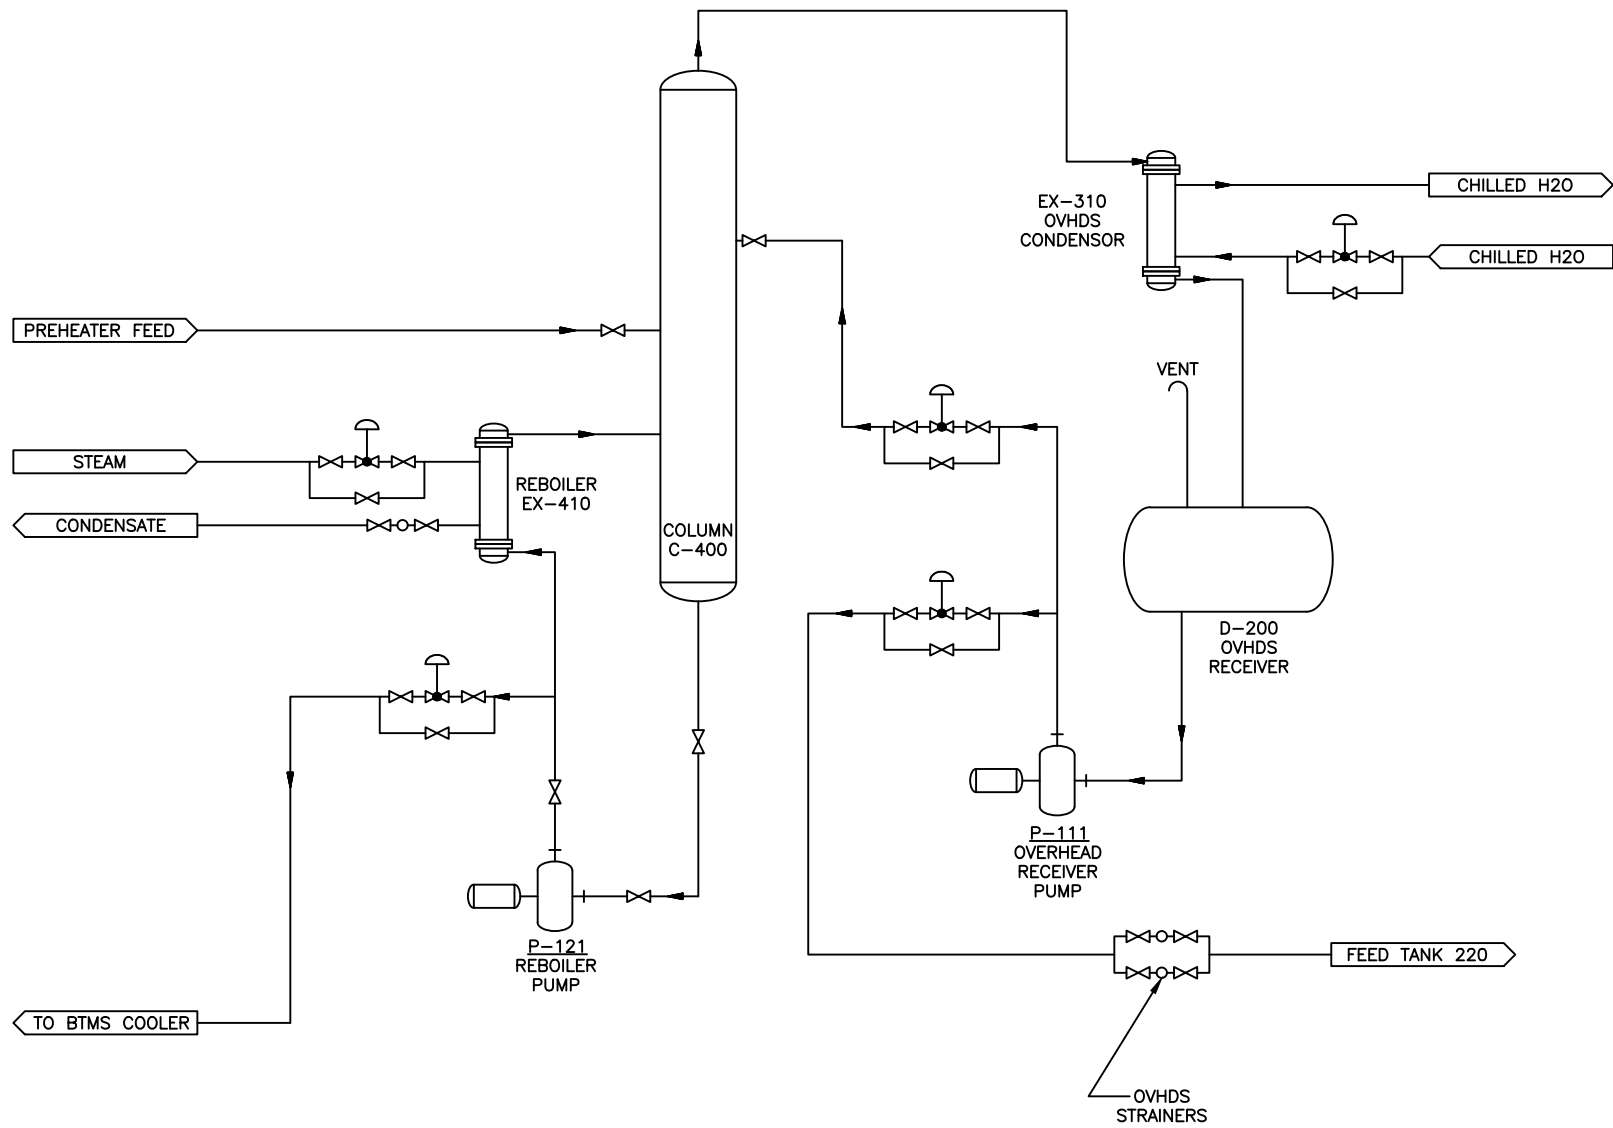 CHILLED H2O
EX-310
OVHDS
CONDENSOR
CHILLED H2O
PREHEATER FEED
VENT
STEAM
REBOILER
EX-410
CONDENSATE
COLUMN
C-400
D-200
OVHDS
RECEIVER
P-111
OVERHEAD
RECEIVER
PUMP
P-121
REBOILER
PUMP
FEED TANK 220
TO BTMS COOLER
OVHDS
STRAINERS